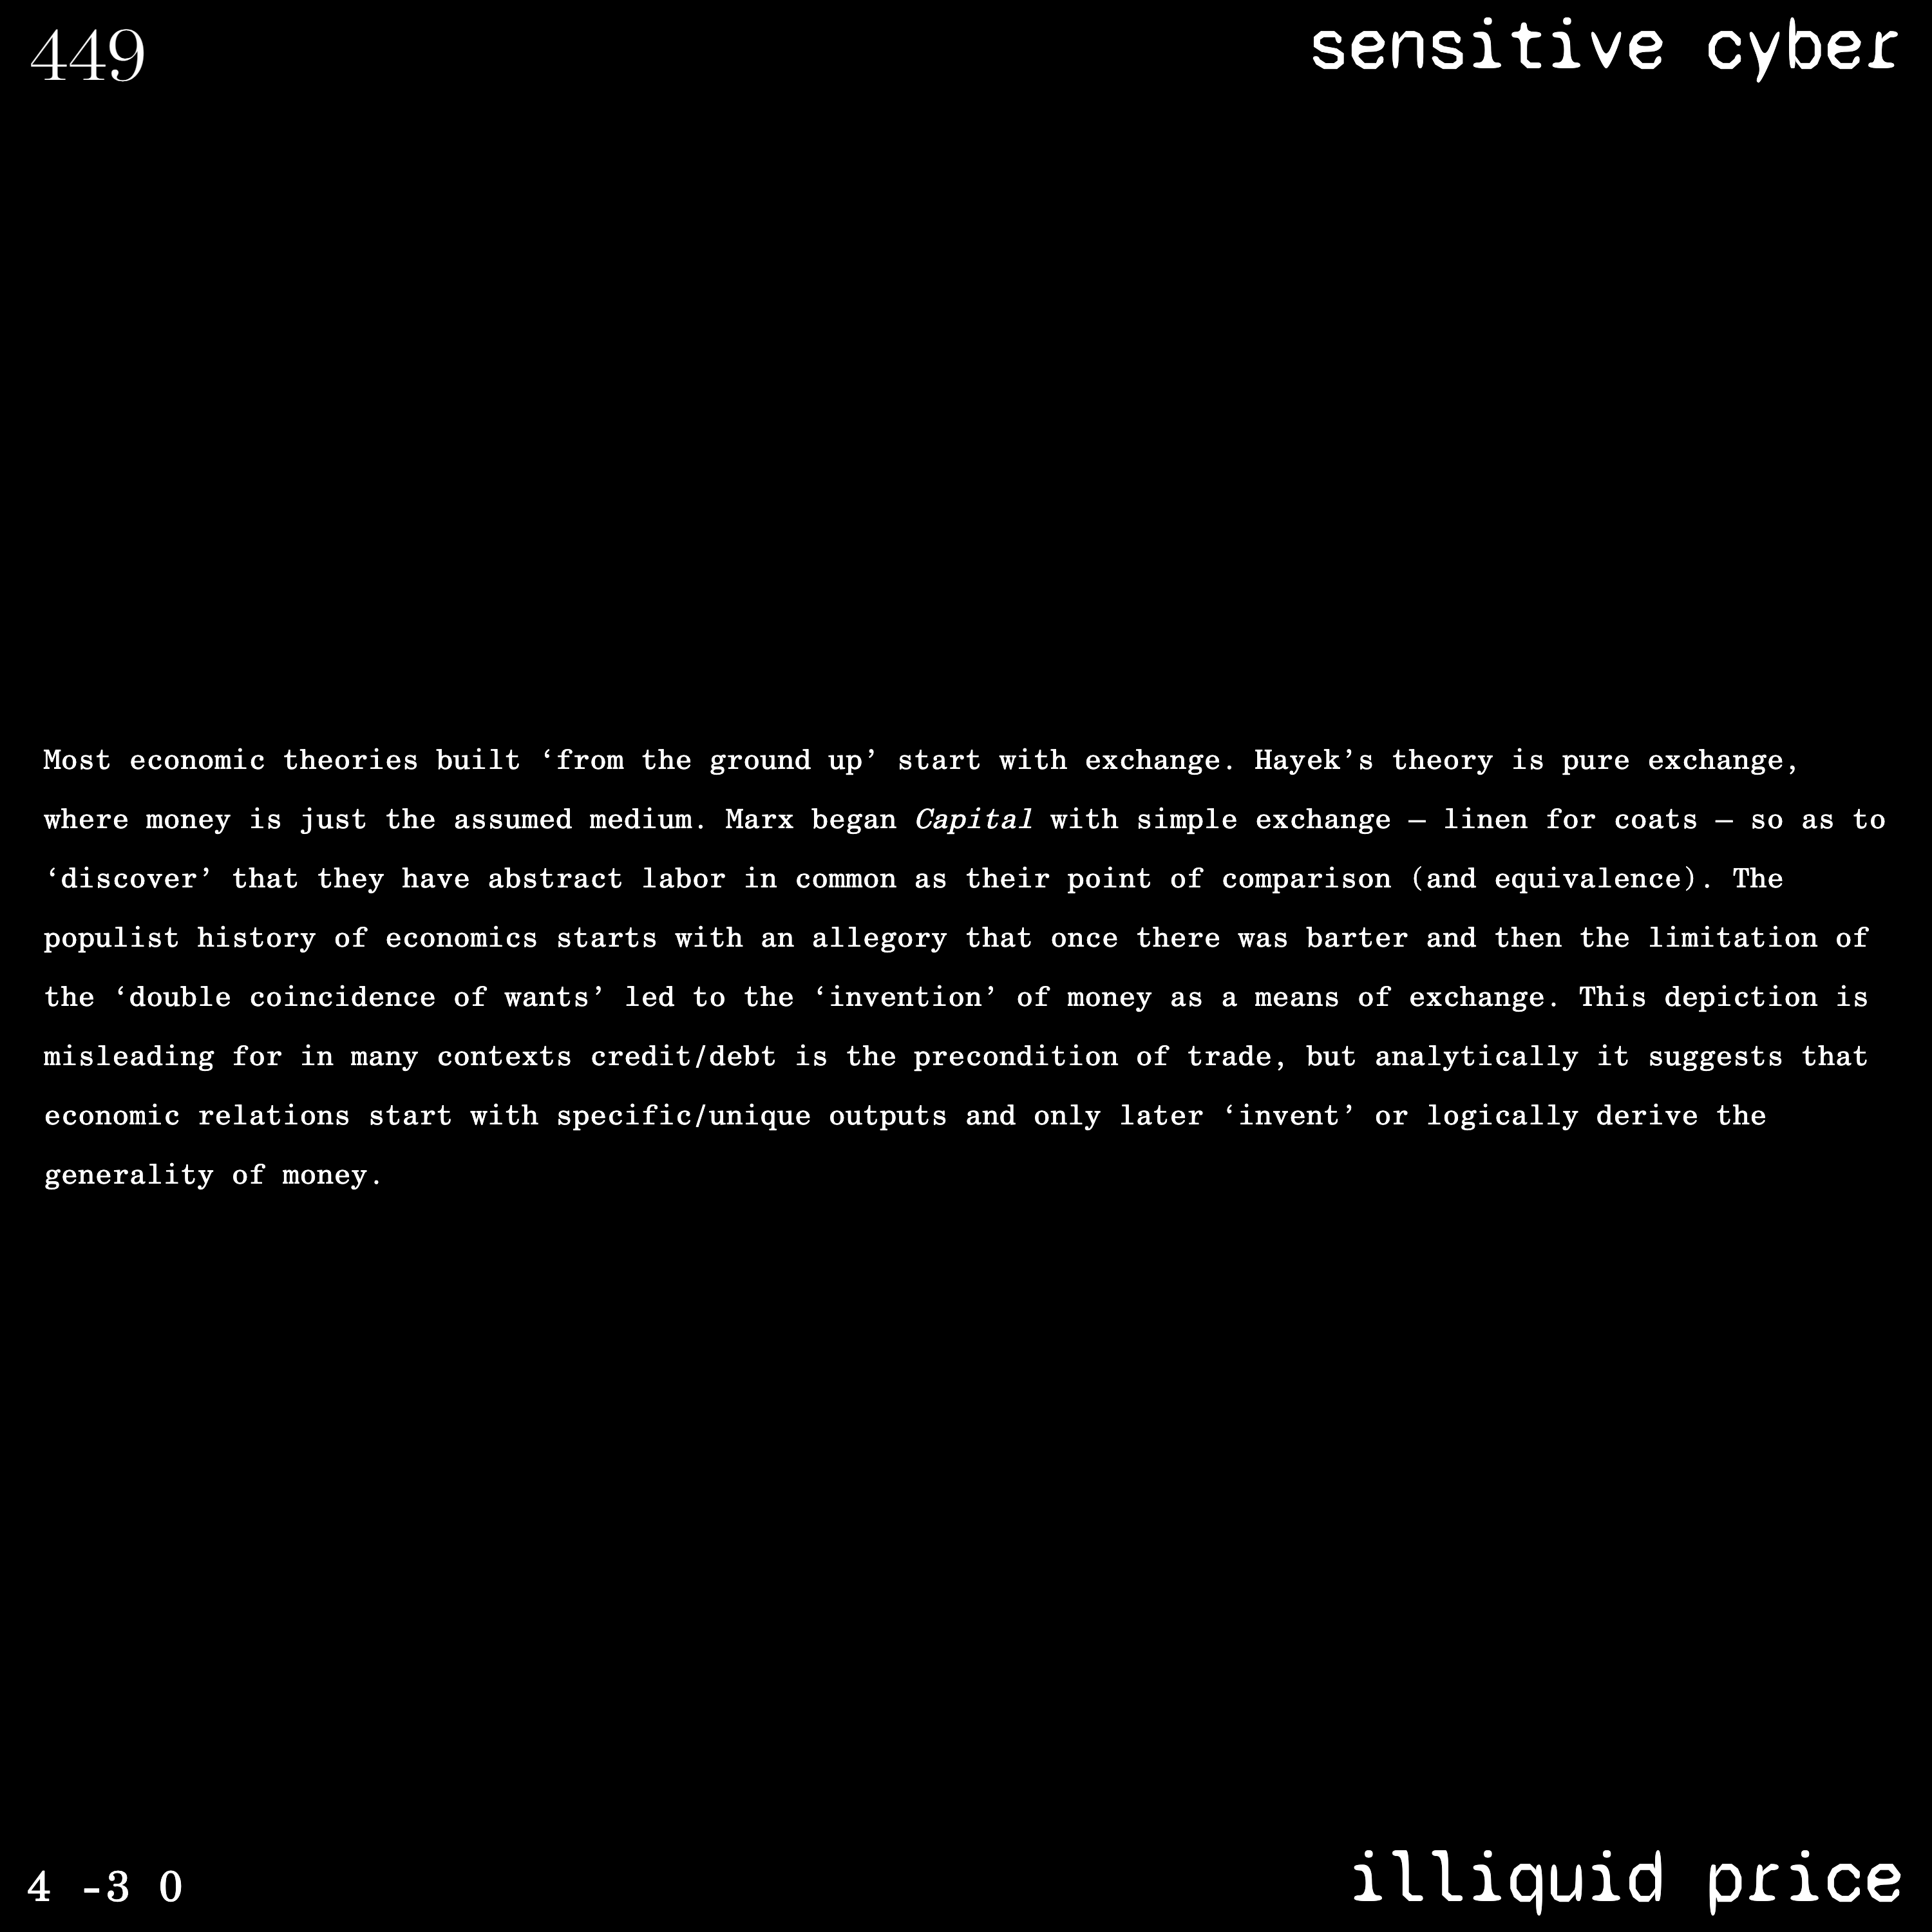 449
sensitive cyber
Most economic theories built ‘from the ground up’ start with exchange. Hayek’s theory is pure exchange,
where money is just the assumed medium. Marx began Capital with simple exchange – linen for coats – so as to
‘discover’ that they have abstract labor in common as their point of comparison (and equivalence). The
populist history of economics starts with an allegory that once there was barter and then the limitation of
the ‘double coincidence of wants’ led to the ‘invention’ of money as a means of exchange. This depiction is
misleading for in many contexts credit/debt is the precondition of trade, but analytically it suggests that
economic relations start with specific/unique outputs and only later ‘invent’ or logically derive the
generality of money.
4 -3 0
illiquid price